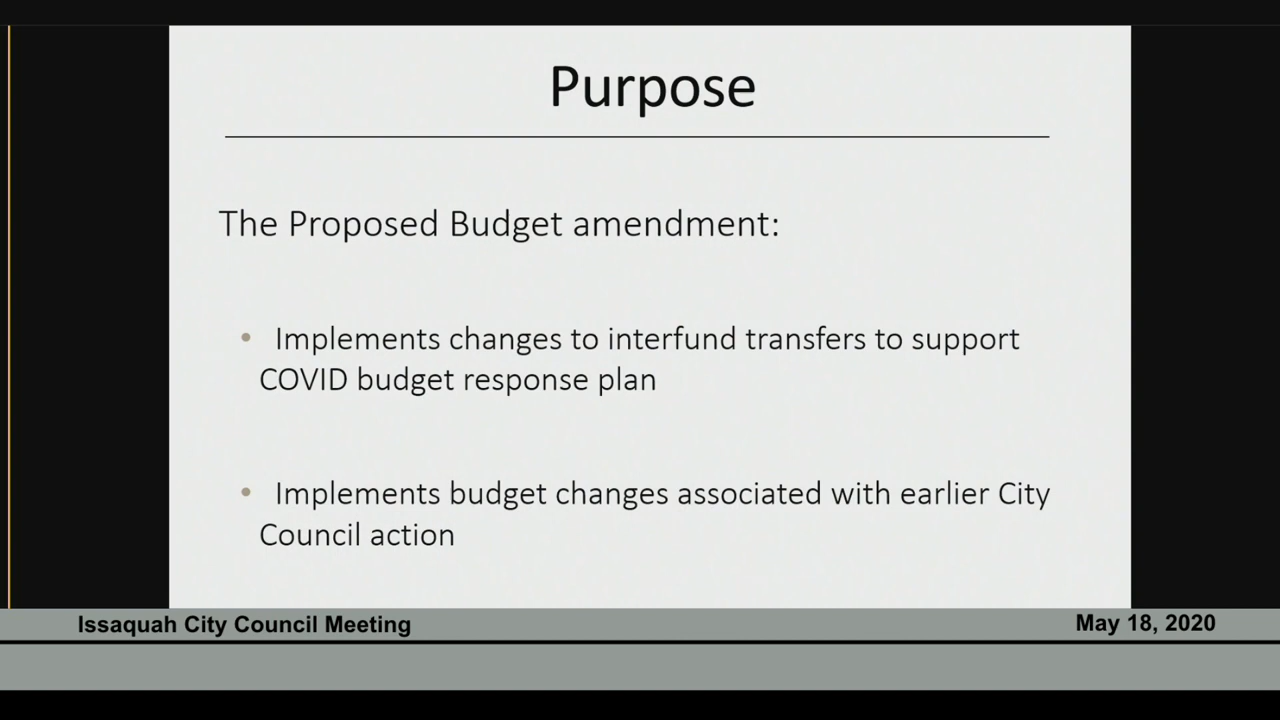 Purpose
The Proposed Budget amendment:
• Implements changes to interfund transfers to support
COVID budget response plan
• Implements budget changes associated with earlier City
Council action
Issaquah City Council Meeting
May 18, 2020